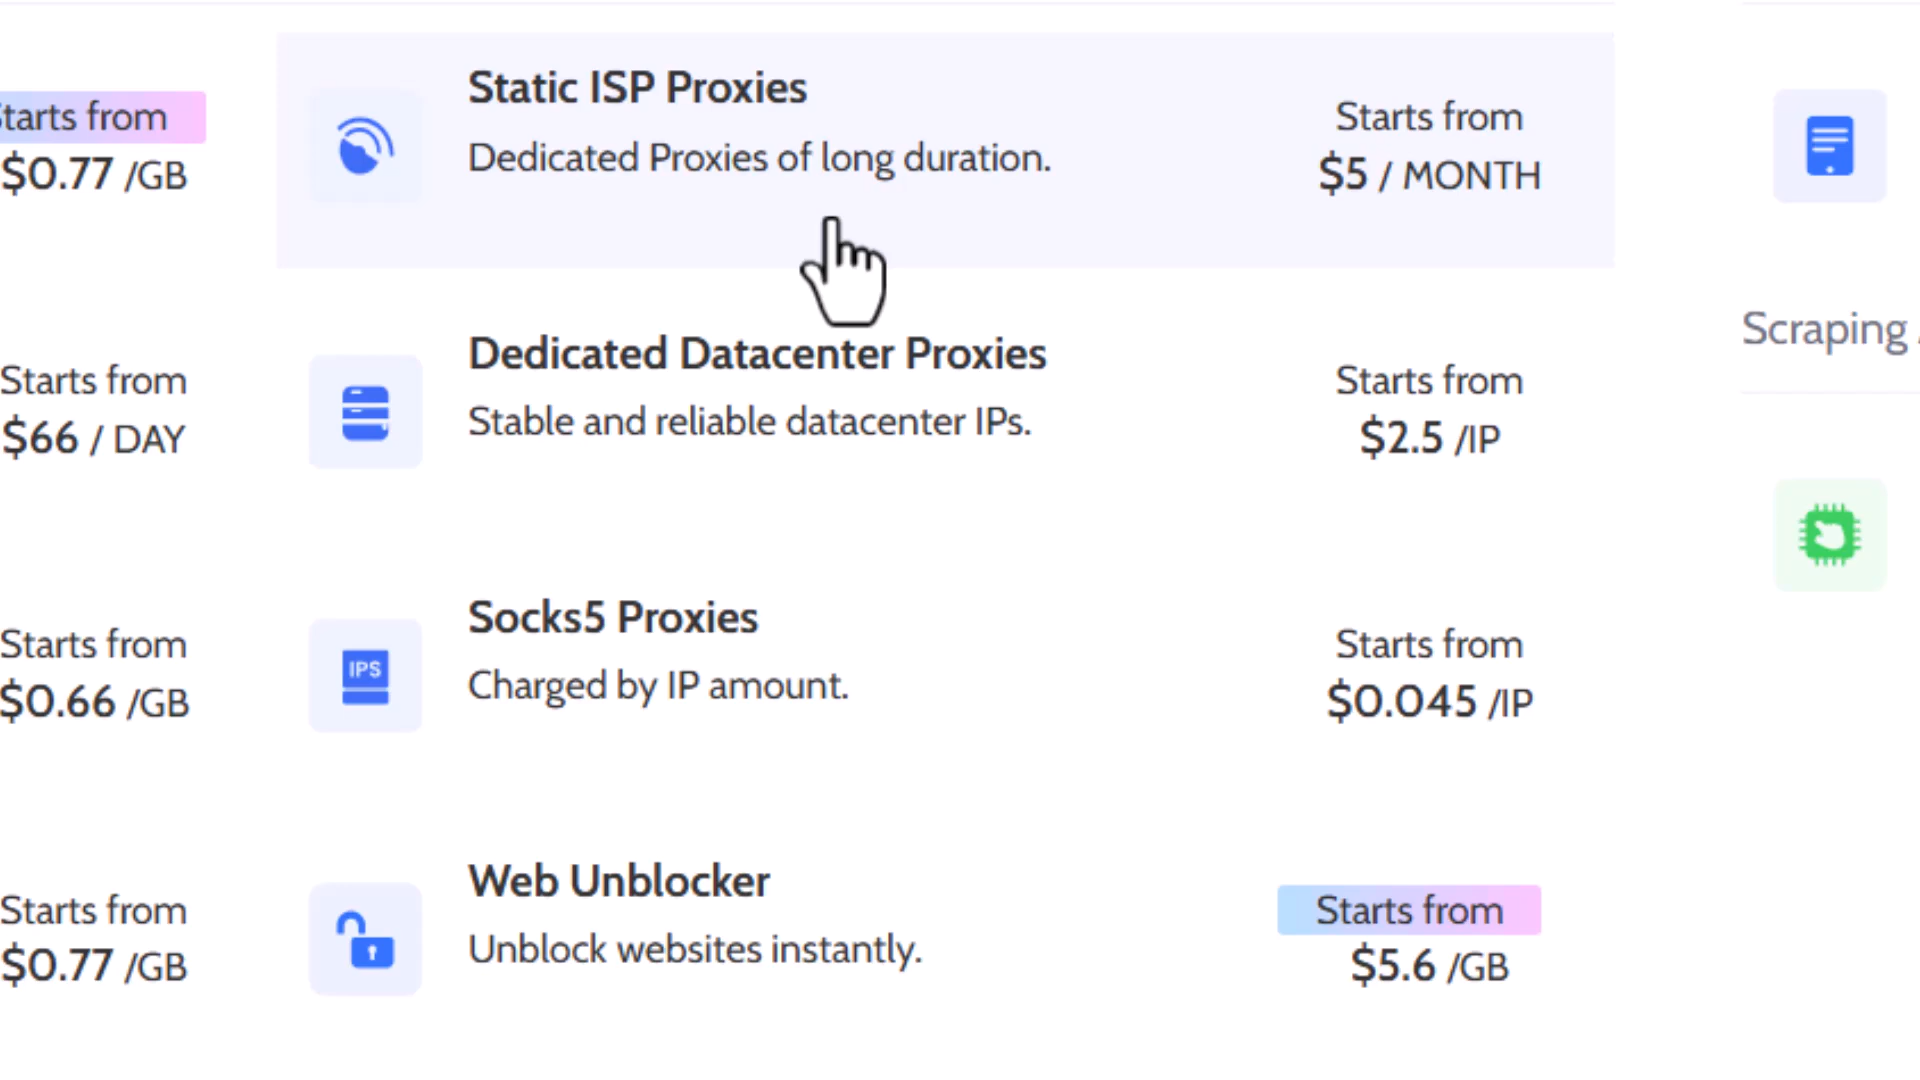 Starts from
$0.77 /GB
Starts from
$66 / DAY
Starts from
$0.66 /GB
Starts from
$0.77 /GB
Static ISP Proxies
Dedicated Proxies of long duration.
Starts from
$5 / MONTH
Dedicated Datacenter Proxies
Stable and reliable datacenter IPs.
Starts from
$2.5 /IP
IPS
Socks5 Proxies
Charged by IP amount.
Starts from
$0.045 /IP
Web Unblocker
Unblock websites instantly.
Starts from
$5.6 /GB
Scraping